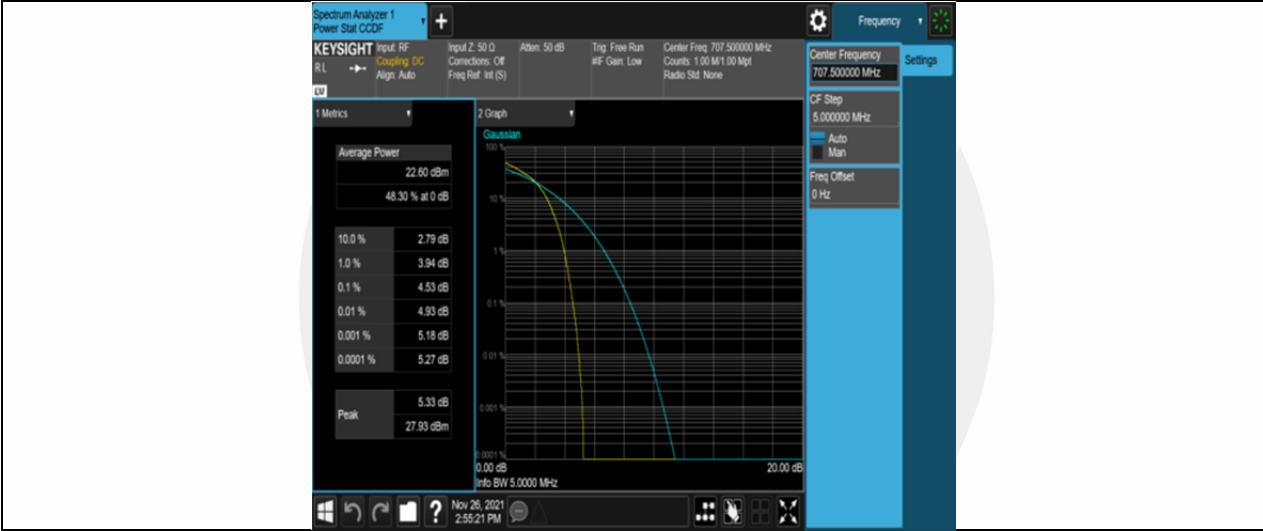 Spectrum Analyzer 1
Power Stat CCDF
+
Frequency
KEYSIGHT
RL
LV
Input: RF
Coupling: DC
Align: Auto
Input Z: 50 Ω
Corrections: Off
Freq Ref: Int (S)
Atten: 50 dB
Trig: Free Run
#IF Gain: Low
Center Freq: 707.500000 MHz
Counts: 1.00 M/1.00 Mpt
Radio Std: None
Center Frequency
707.500000 MHz
Settings
CF Step
5.000000 MHz
Auto
Man
Freq Offset
0 Hz
1 Metrics
Average Power
22.60 dBm
48.30 % at 0 dB
10.0 % 2.79 dB
1.0 % 3.94 dB
0.1 % 4.53 dB
0.01 % 4.93 dB
0.001 % 5.18 dB
0.0001 % 5.27 dB
Peak
5.33 dB
27.93 dBm
2 Graph
Gaussian
100 %
10 %
1 %
0.1 %
0.01 %
0.001 %
0.0001 %
0.00 dB 20.00 dB
Info BW 5.0000 MHz
?
Nov 26, 2021
2:55:21 PM